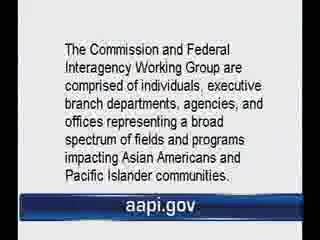 The Commission and Federal
Interagency Working Group are
comprised of individuals, executive
branch departments, agencies, and
offices representing a broad
spectrum of fields and programs
impacting Asian Americans and
Pacific Islander communities.
aapi.gov